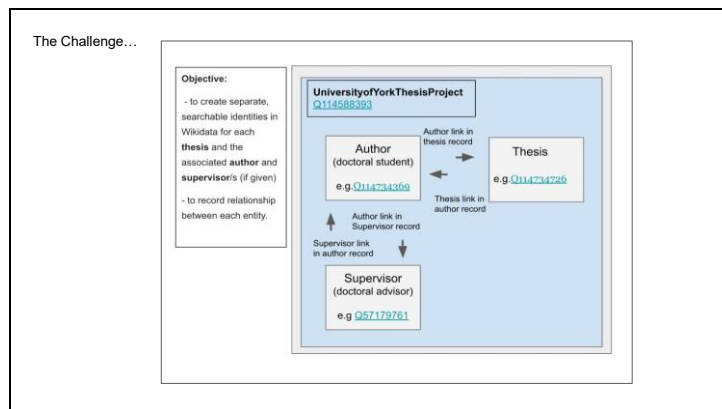 The Challenge…
Objective:
- to create separate,
searchable identities in
Wikidata for each
thesis and the
associated author and
supervisor/s (if given)
- to record relationship
between each entity.
UniversityofYorkThesisProject
Q114588393
Author link in
thesis record
Author
(doctoral student)
e.g.Q114734369
Thesis
e.g.Q114734726
Thesis link in
author record
Author link in
Supervisor record
Supervisor link
in author record
Supervisor
(doctoral advisor)
e.g Q57179761